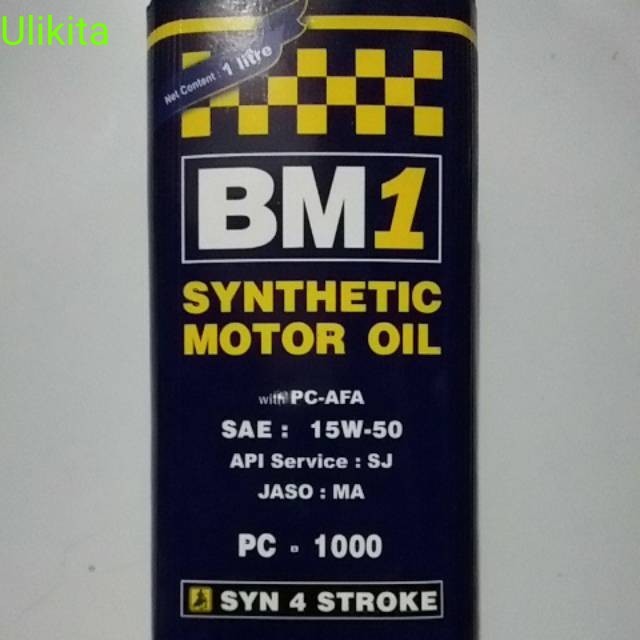 Ulikita
Net Content : 1 litre
BM1
SYNTHETIC
MOTOR OIL
with PC-AFA
SAE : 15W-50
API Service : SJ
JASO : MA
PC - 1000
SYN 4 STROKE